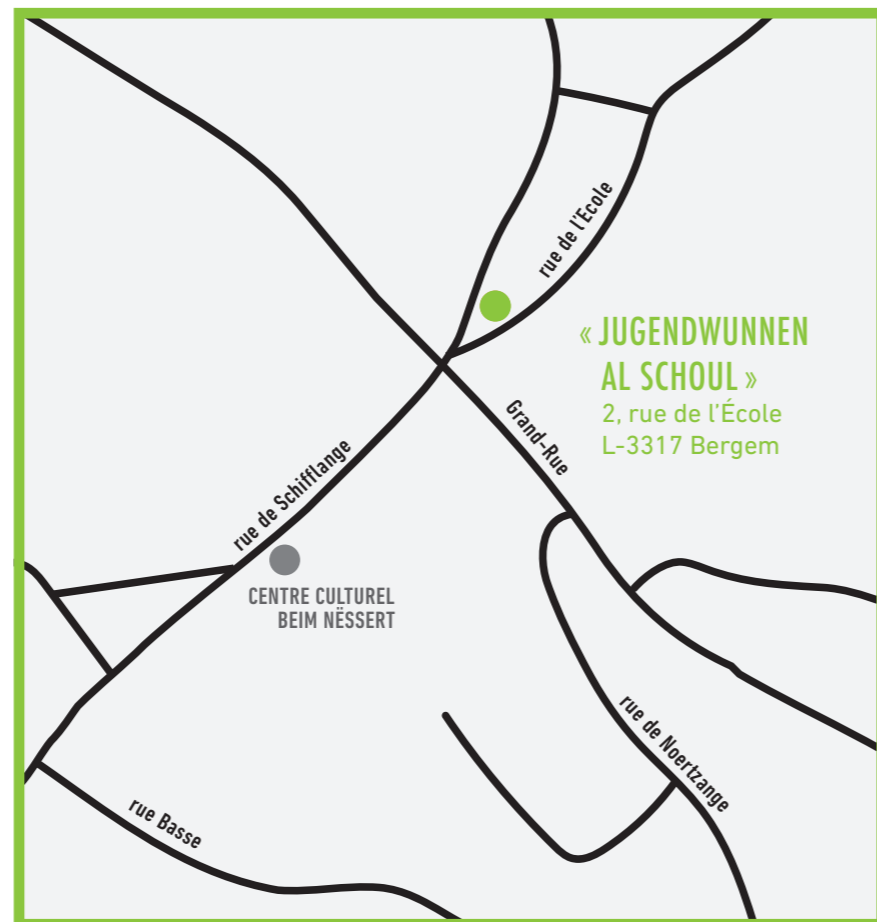 rue de l'Ecole
« JUGENDWUNNEN
AL SCHOUL »
2, rue de l'École
L-3317 Bergem
Grand-Rue
rue de Schifflange
CENTRE CULTUREL
BEIM NËSSERT
rue de Noertzange
rue Basse